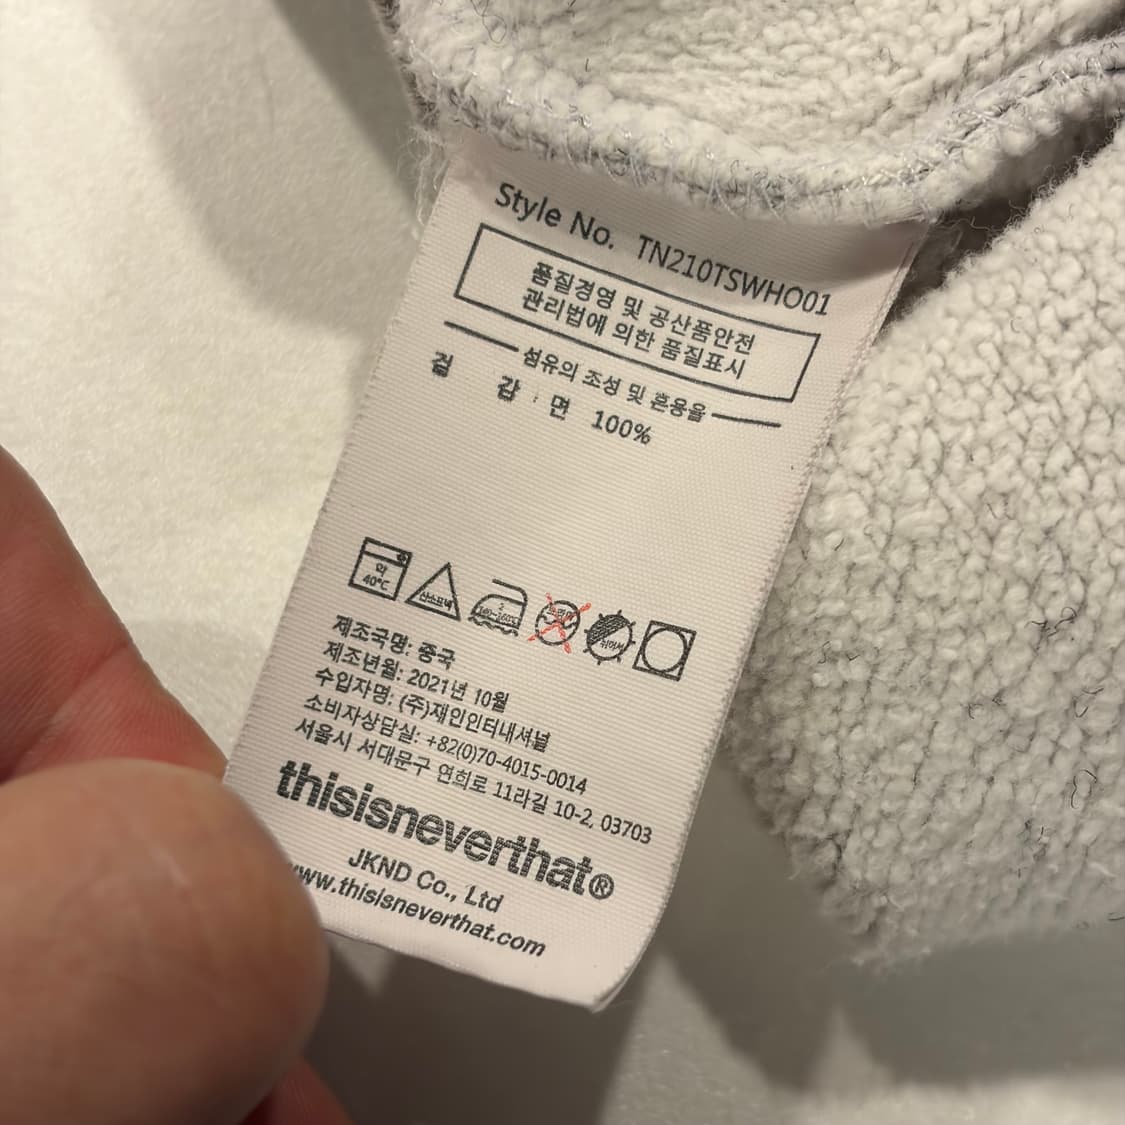 Style No. TN210TSWHO01
품질경영 및 공산품안전
관리법에 의한 품질표시
섬유의 조성 및 혼용율
겉 감 : 면 100%
약
40℃
산소표백
2
140~160℃
제조국명: 중국
제조년월: 2021년 10월
수입자명: (주)재인인터내셔널
소비자상담실: +82(0)70-4015-0014
서울시 서대문구 연희로 11라길 10-2, 03703
thisisneverthat®
JKND Co., Ltd
www.thisisneverthat.com